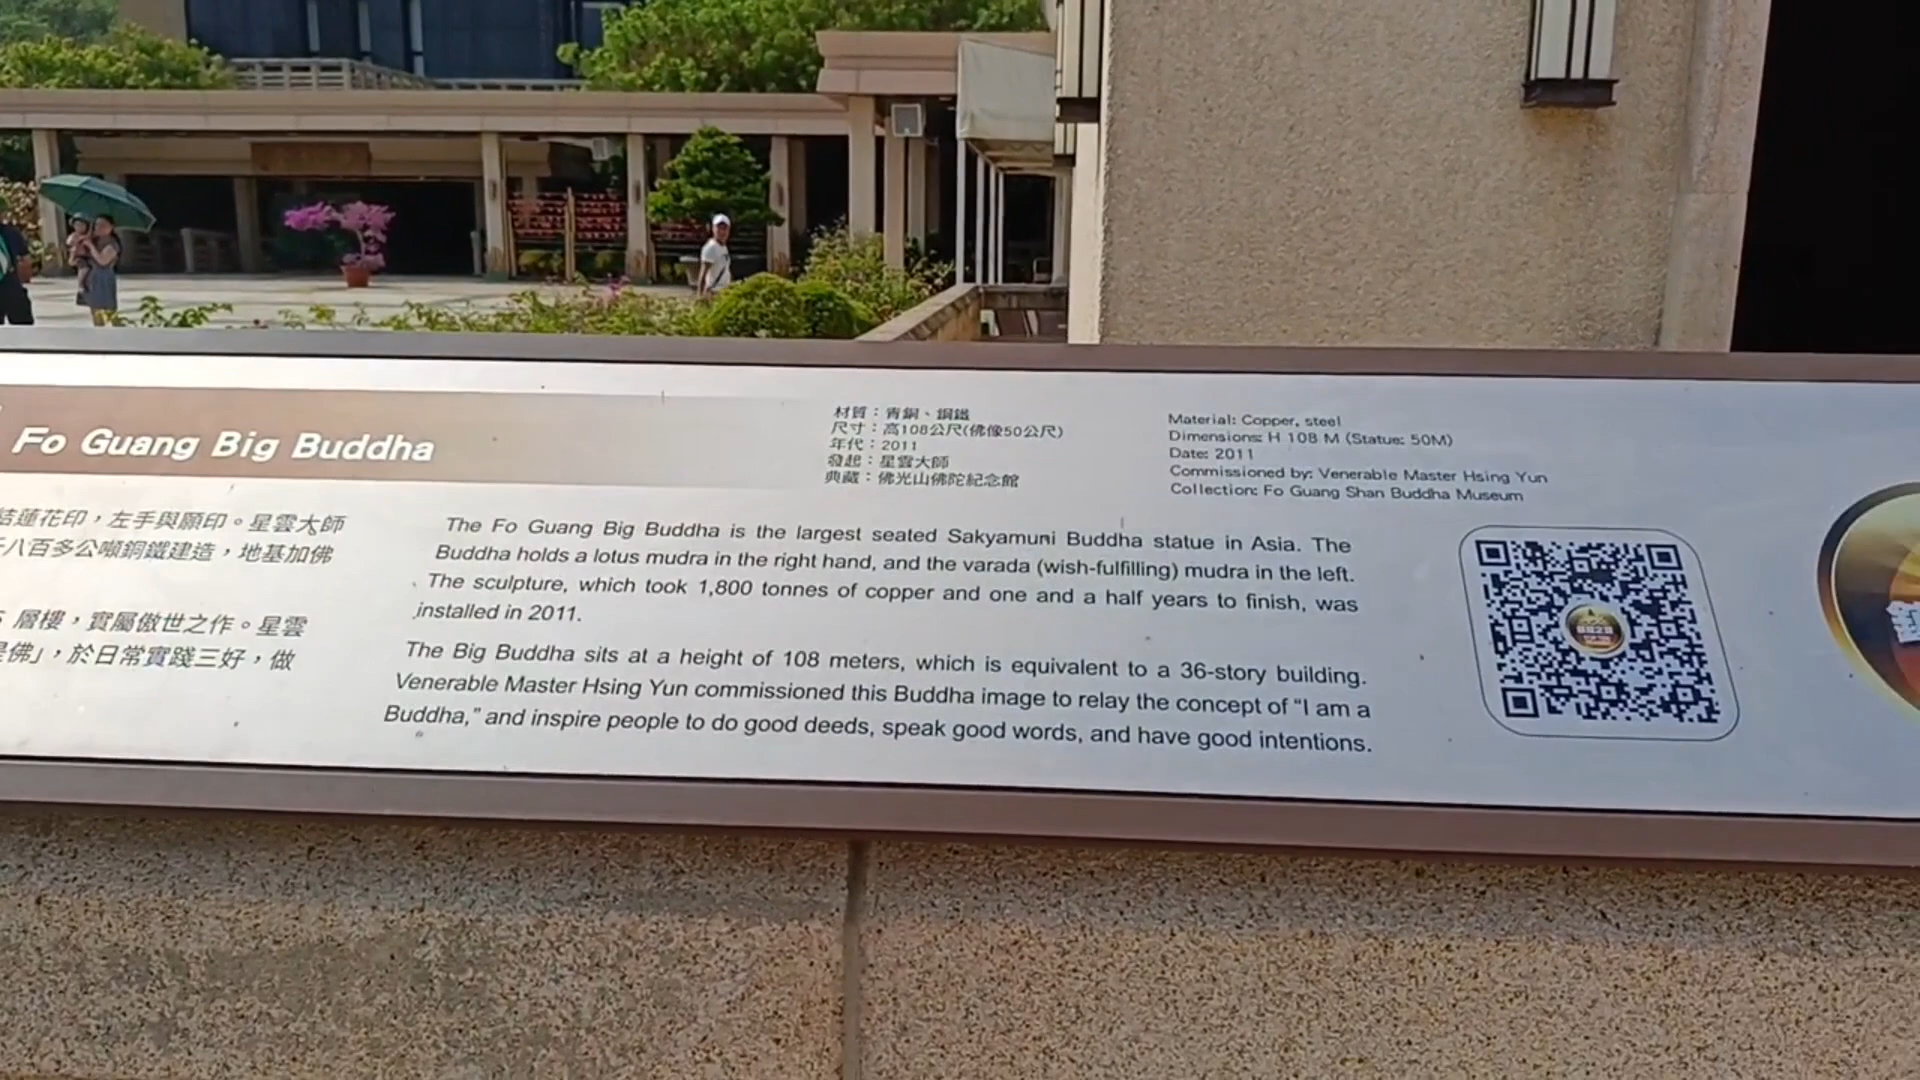 Fo Guang Big Buddha
材質：青銅、鋼鐵
尺寸：高108公尺(佛像50公尺)
年代：2011
發起：星雲大師
典藏：佛光山佛陀紀念館
Material: Copper, steel
Dimensions: H 108 M (Statue: 50M)
Date: 2011
Commissioned by: Venerable Master Hsing Yun
Collection: Fo Guang Shan Buddha Museum
結蓮花印，左手與願印。星雲大師
八百多公噸銅鐵建造，地基加佛
層樓，實屬傲世之作。星雲
是佛」，於日常實踐三好，做
The Fo Guang Big Buddha is the largest seated Sakyamuni Buddha statue in Asia. The
Buddha holds a lotus mudra in the right hand, and the varada (wish-fulfilling) mudra in the left.
The sculpture, which took 1,800 tonnes of copper and one and a half years to finish, was
installed in 2011.
The Big Buddha sits at a height of 108 meters, which is equivalent to a 36-story building.
Venerable Master Hsing Yun commissioned this Buddha image to relay the concept of “I am a
Buddha,” and inspire people to do good deeds, speak good words, and have good intentions.